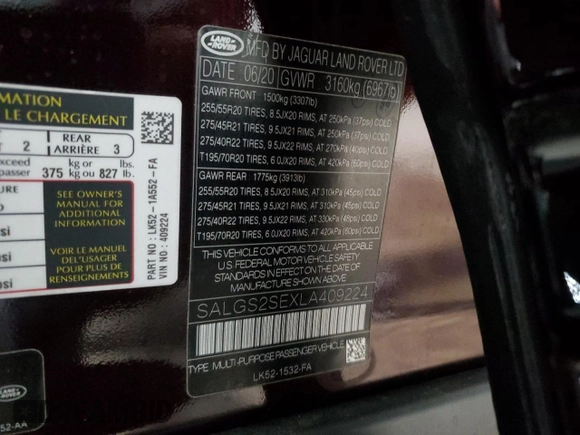 MATION
LE CHARGEMENT
2 REAR ARRIÈRE 3
exceed 375 kg or kg ou 827 lbs. lb.
passer
SURE
SEE OWNER'S
MANUAL FOR
ADDITIONAL
INFORMATION
VOIR LE MANUEL
DEL'USAGER
POUR PLUS DE
RENSEIGNEMENTS
PART NO : LK52-1A552-FA
VIN NO : 409224
LAND ROVER
52-AA
LAND ROVER
MFD BY JAGUAR LAND ROVER LTD
DATE 06/20 GVWR 3160kg (6967lb)
GAWR FRONT 1500kg (3307lb)
255/55R20 TIRES, 8.5JX20 RIMS, AT 250kPa (37psi) COLD
275/45R21 TIRES, 9.5JX21 RIMS, AT 250kPa (37psi) COLD
275/40R22 TIRES, 9.5JX22 RIMS, AT 270kPa (40psi) COLD
T195/70R20 TIRES, 6.0JX20 RIMS, AT 420kPa (60psi) COLD
GAWR REAR 1775kg (3913lb)
255/55R20 TIRES, 8.5JX20 RIMS, AT 310kPa (45psi) COLD
275/45R21 TIRES, 9.5JX21 RIMS, AT 310kPa (45psi) COLD
275/40R22 TIRES, 9.5JX22 RIMS, AT 330kPa (48psi) COLD
T195/70R20 TIRES, 6.0JX20 RIMS, AT 420kPa (60psi) COLD
THIS VEHICLE CONFORMS TO ALL APPLICABLE
FEDERAL MOTOR VEHICLE SAFETY
STANDARDS IN EFFECT ON THE DATE OF
MANUFACTURE SHOWN ABOVE.
SALGS2SEXLA409224
TYPE MULTI-PURPOSE PASSENGER VEHICLE
LK52-1532-FA